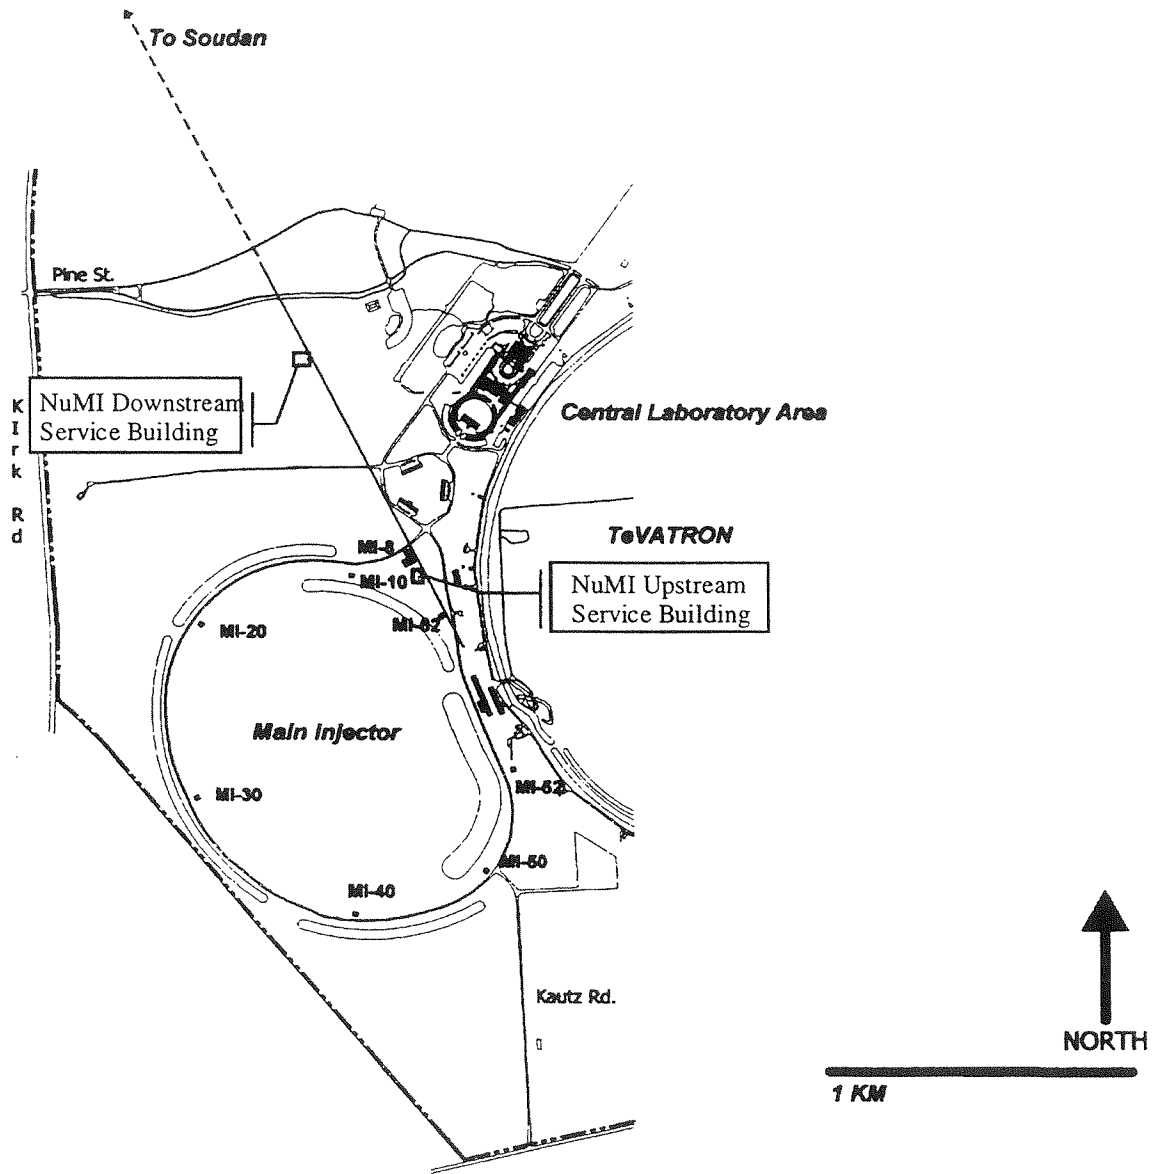 To Soudan
Pine St.
Kirk Rd
NuMI Downstream
Service Building
Central Laboratory Area
TeVATRON
MI-8
MI-10
NuMI Upstream
Service Building
MI-62
MI-20
Main Injector
MI-30
MI-52
MI-50
MI-40
Kautz Rd.
NORTH
1 KM